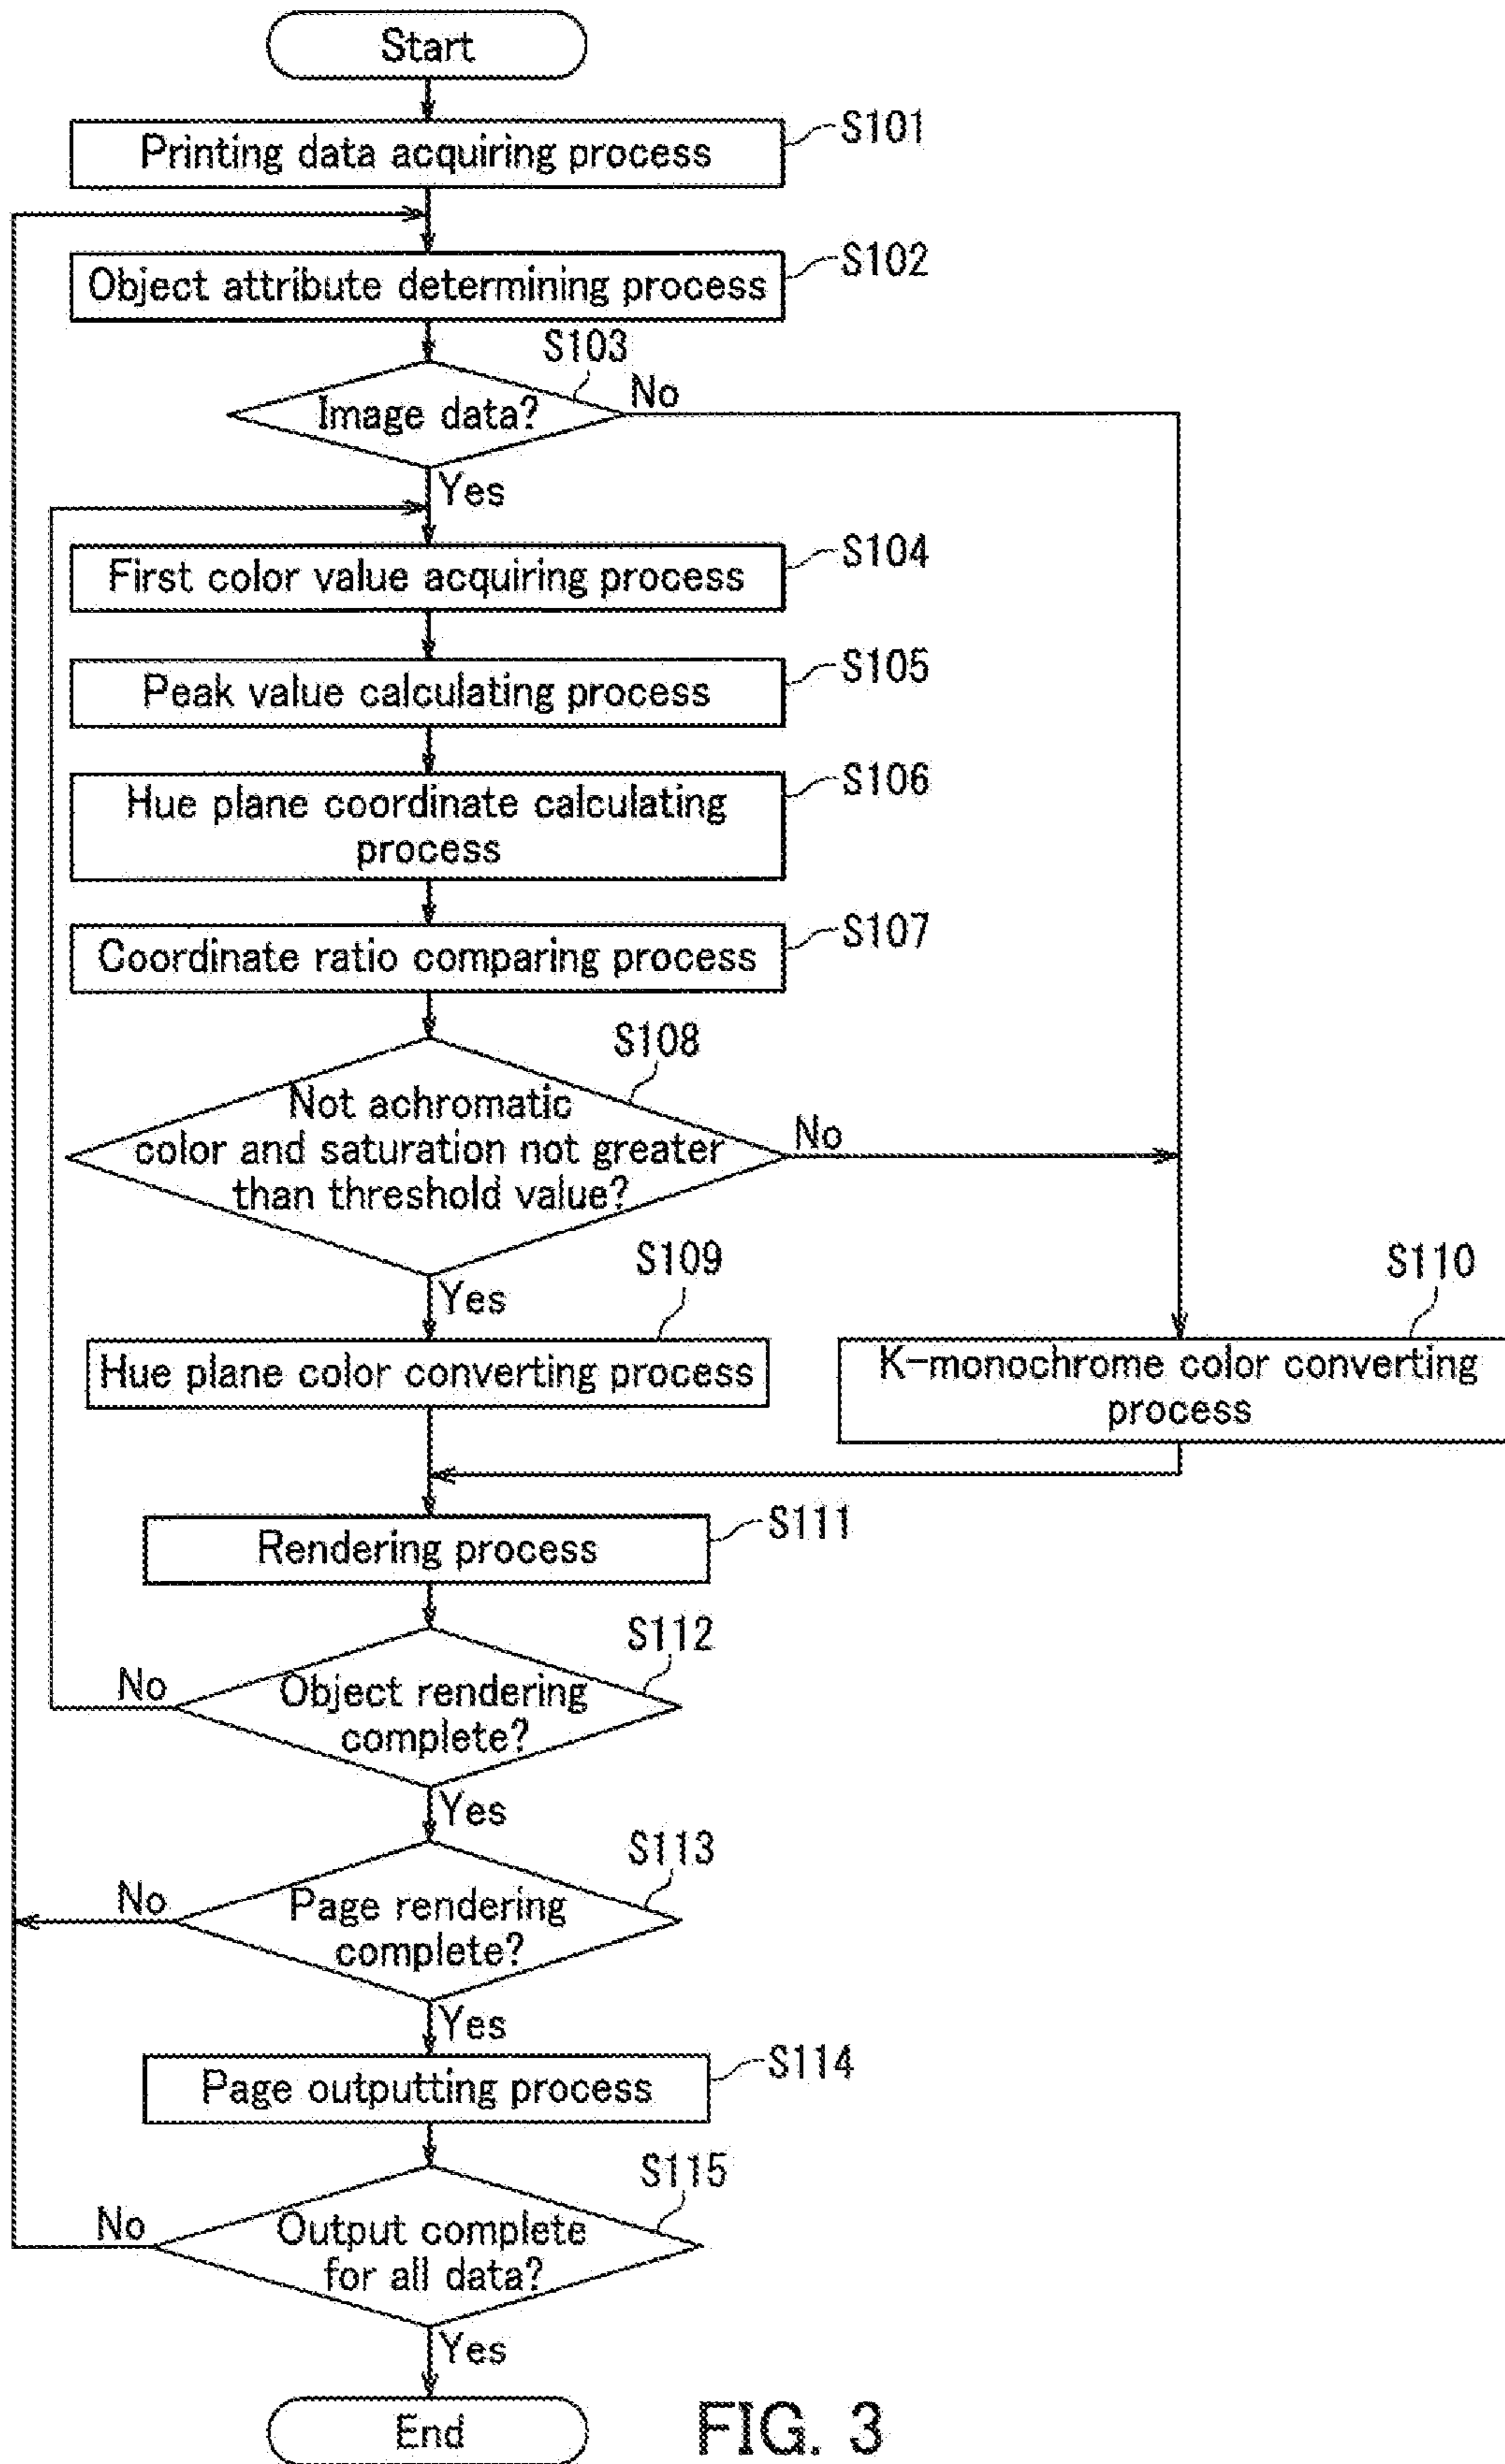 Start
Printing data acquiring process
S101
Object attribute determining process
S102
S103
Image data?
No
Yes
First color value acquiring process
S104
Peak value calculating process
S105
Hue plane coordinate calculating
process
S106
Coordinate ratio comparing process
S107
S108
Not achromatic
color and saturation not greater
than threshold value?
No
Yes
S109
Hue plane color converting process
S110
K-monochrome color converting
process
Rendering process
S111
S112
Object rendering
complete?
No
Yes
S113
Page rendering
complete?
No
Yes
Page outputting process
S114
S115
Output complete
for all data?
No
Yes
End
FIG. 3